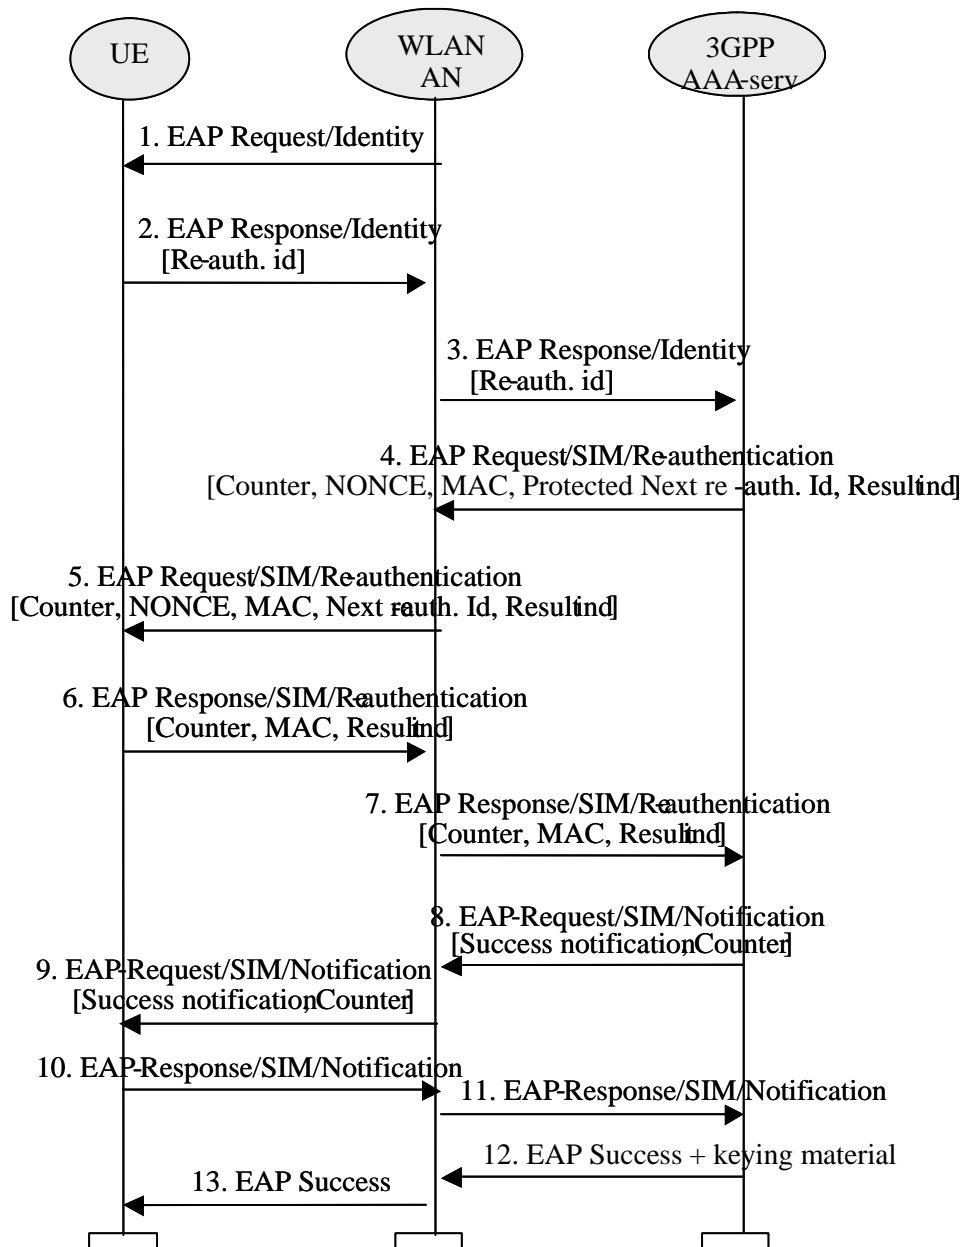 UE
WLAN
AN
3GPP
AAA-serv
1. EAP Request/Identity
2. EAP Response/Identity
[Re-auth. id]
3. EAP Response/Identity
[Re-auth. id]
4. EAP Request/SIM/Re-authentication
[Counter, NONCE, MAC, Protected Next re-auth. Id, Result ind]
5. EAP Request/SIM/Re-authentication
[Counter, NONCE, MAC, Next re-auth. Id, Result ind]
6. EAP Response/SIM/Re-authentication
[Counter, MAC, Result ind]
7. EAP Response/SIM/Re-authentication
[Counter, MAC, Result ind]
8. EAP-Request/SIM/Notification
[Success notification, Counter]
9. EAP-Request/SIM/Notification
[Success notification, Counter]
10. EAP-Response/SIM/Notification
11. EAP-Response/SIM/Notification
12. EAP Success + keying material
13. EAP Success